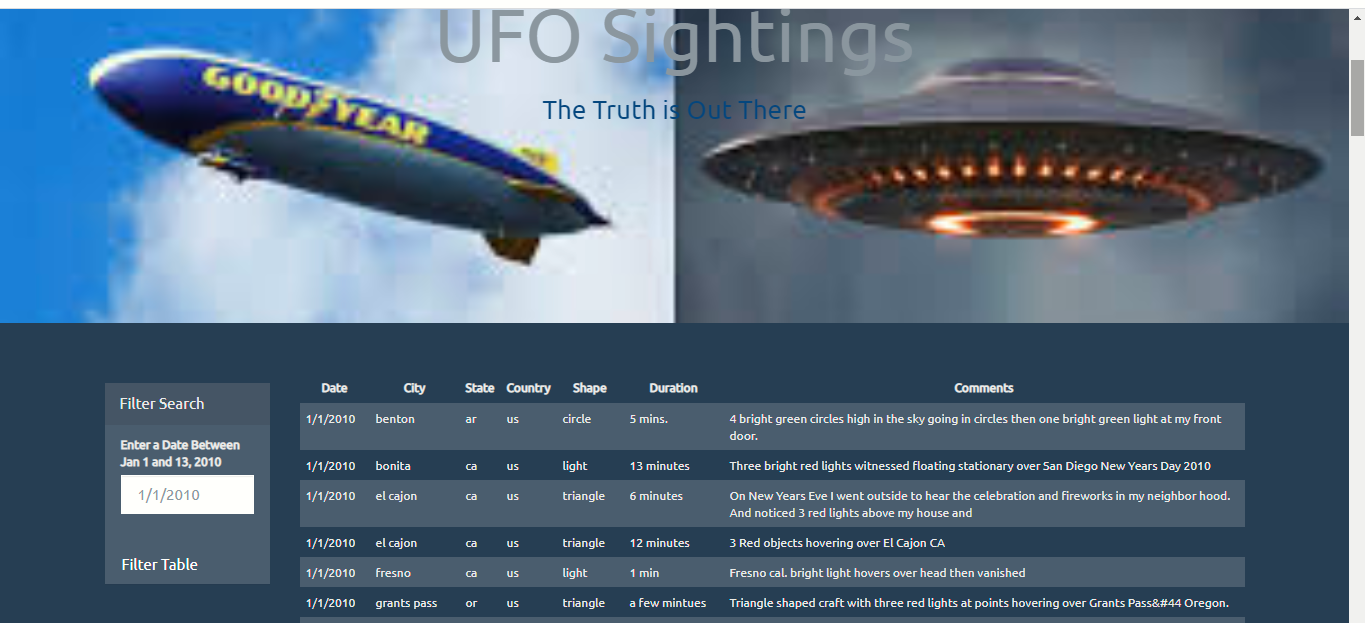 UFO Sightings
GOODYEAR
The Truth is Out There
Filter Search
Enter a Date Between
Jan 1 and 13, 2010
1/1/2010
Filter Table
Date City State Country Shape Duration Comments
1/1/2010 benton ar us circle 5 mins. 4 bright green circles high in the sky going in circles then one bright green light at my front
door.
1/1/2010 bonita ca us light 13 minutes Three bright red lights witnessed floating stationary over San Diego New Years Day 2010
1/1/2010 el cajon ca us triangle 6 minutes On New Years Eve I went outside to hear the celebration and fireworks in my neighbor hood.
And noticed 3 red lights above my house and
1/1/2010 el cajon ca us triangle 12 minutes 3 Red objects hovering over El Cajon CA
1/1/2010 fresno ca us light 1 min Fresno cal. bright light hovers over head then vanished
1/1/2010 grants pass or us triangle a few mintues Triangle shaped craft with three red lights at points hovering over Grants Pass&#44 Oregon.